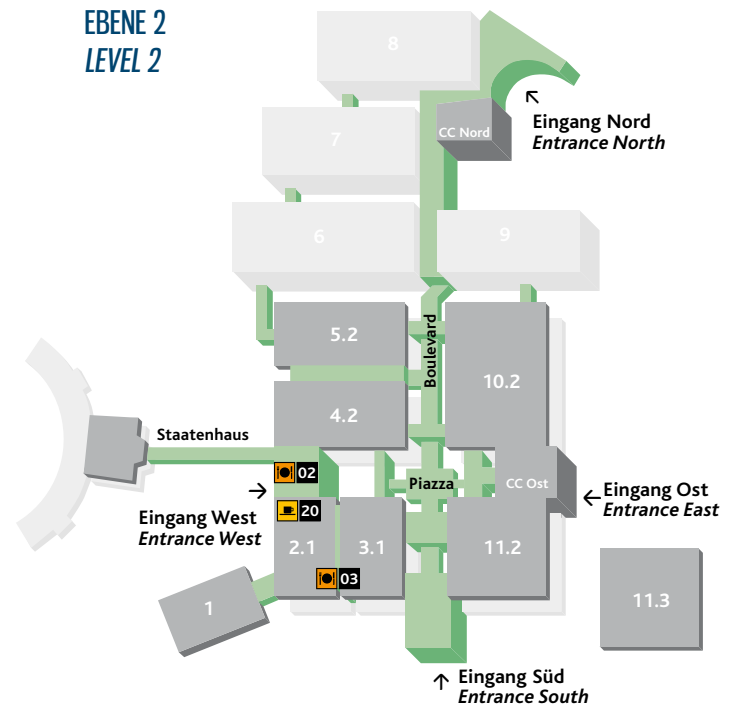 EBENE 2
LEVEL 2
8
CC Nord
Eingang Nord
Entrance North
7
6
9
5.2
Boulevard
10.2
4.2
Staatenhaus
02
Piazza
CC Ost
Eingang West
Entrance West
20
Eingang Ost
Entrance East
2.1
3.1
11.2
03
1
11.3
Eingang Süd
Entrance South